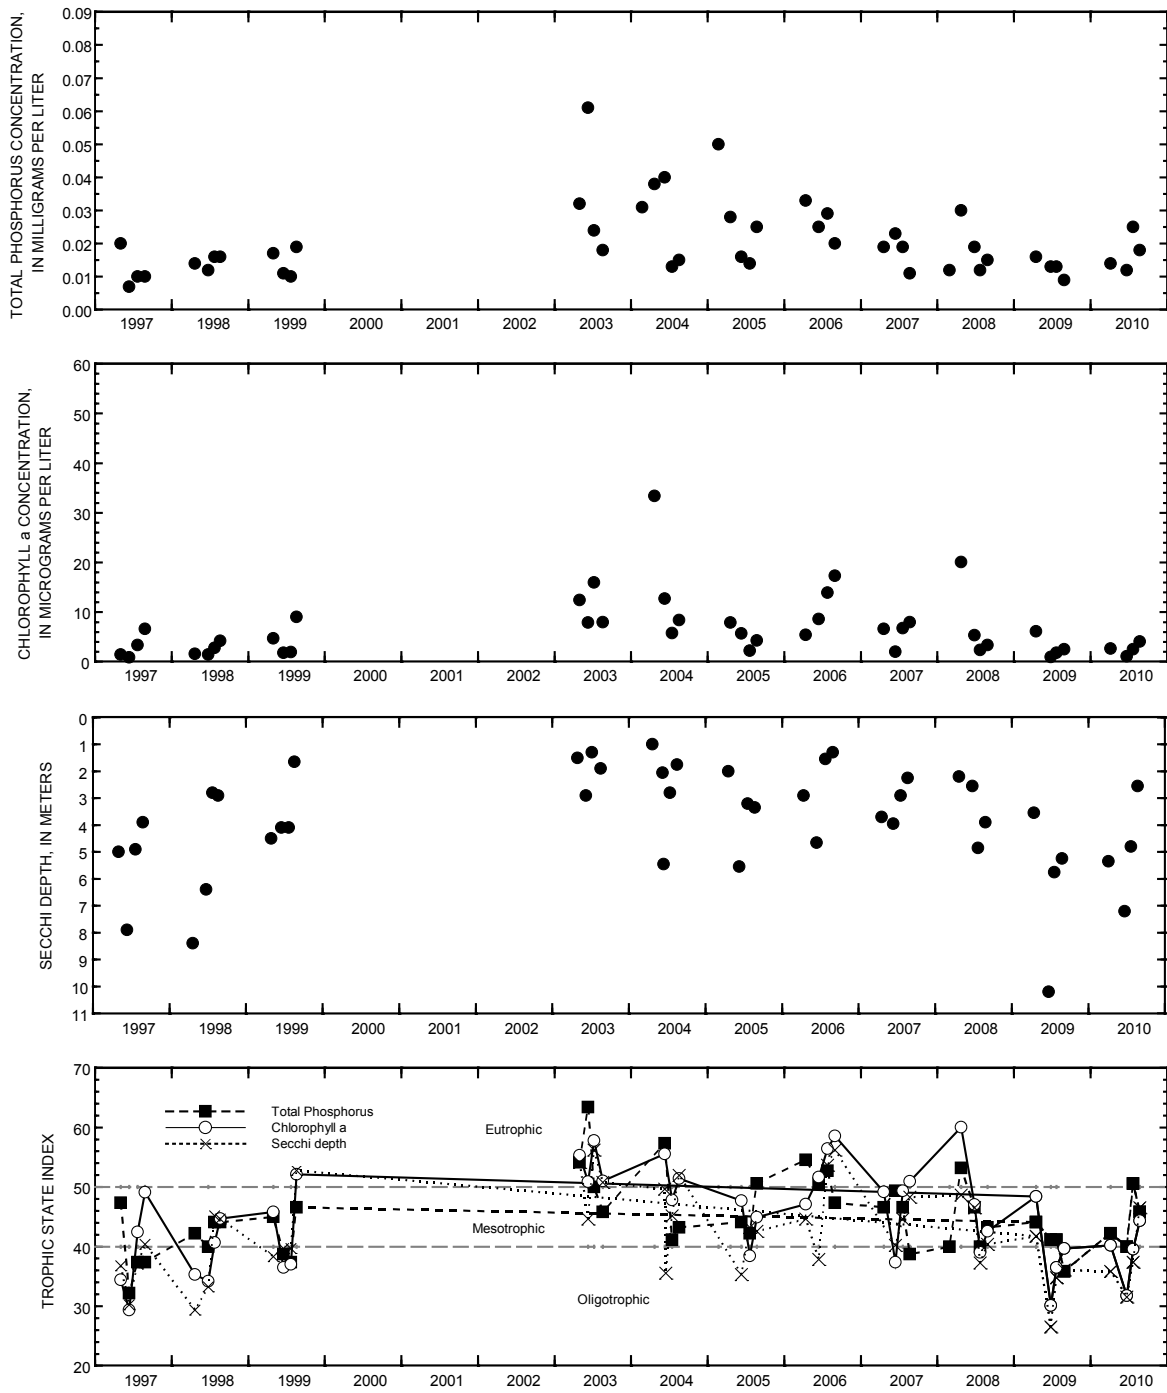 TOTAL PHOSPHORUS CONCENTRATION,
IN MILLIGRAMS PER LITER
0.09
0.08
0.07
0.06
0.05
0.04
0.03
0.02
0.01
0.00
1997 1998 1999 2000 2001 2002 2003 2004 2005 2006 2007 2008 2009 2010
CHLOROPHYLL a CONCENTRATION,
IN MICROGRAMS PER LITER
60
50
40
30
20
10
0
1997 1998 1999 2000 2001 2002 2003 2004 2005 2006 2007 2008 2009 2010
SECCHI DEPTH, IN METERS
0
1
2
3
4
5
6
7
8
9
10
11
1997 1998 1999 2000 2001 2002 2003 2004 2005 2006 2007 2008 2009 2010
TROPHIC STATE INDEX
70
60
50
40
30
20
Total Phosphorus
Chlorophyll a
Secchi depth
Eutrophic
Mesotrophic
Oligotrophic
1997 1998 1999 2000 2001 2002 2003 2004 2005 2006 2007 2008 2009 2010